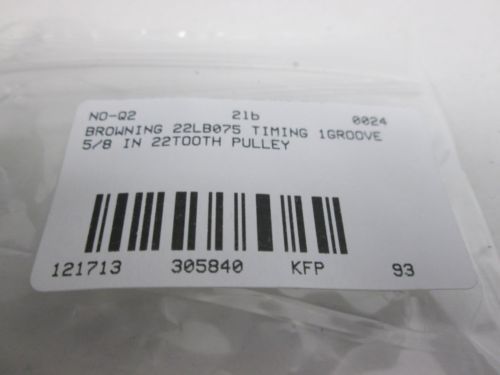 NO-Q2 21b 0024
BROWNING 22LB075 TIMING 1GROOVE
5/8 IN 22TOOTH PULLEY
121713 305840 KFP 93